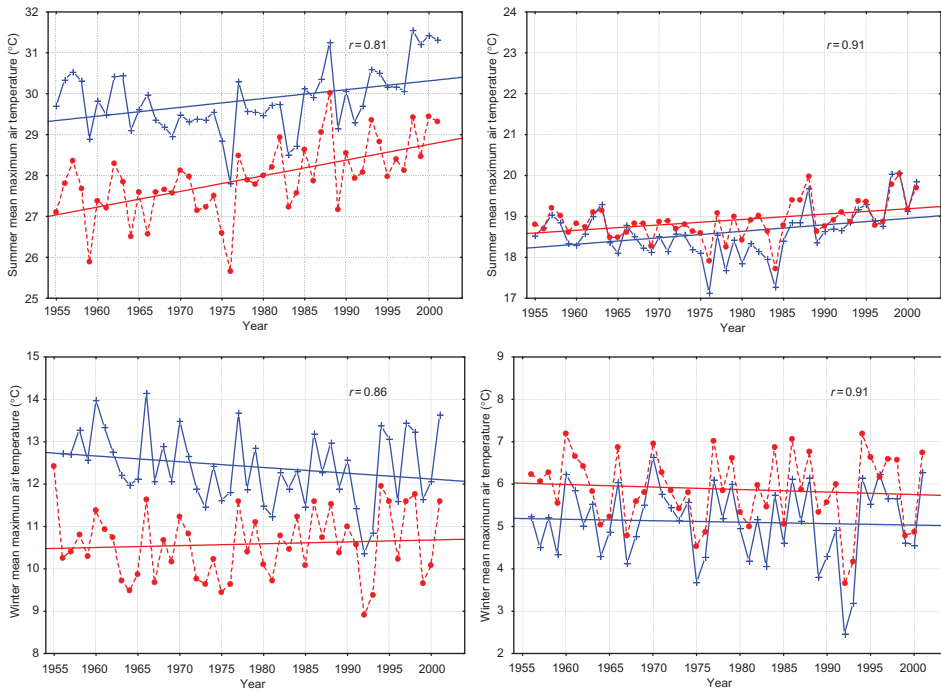 Summer mean maximum air temperature (°C)
32
31
30
29
28
27
26
25
r = 0.81
1955 1960 1965 1970 1975 1980 1985 1990 1995 2000
Year
Summer mean maximum air temperature (°C)
24
23
22
21
20
19
18
17
r = 0.91
1955 1960 1965 1970 1975 1980 1985 1990 1995 2000
Year
Winter mean maximum air temperature (°C)
15
14
13
12
11
10
9
8
r = 0.86
1955 1960 1965 1970 1975 1980 1985 1990 1995 2000
Year
Winter mean maximum air temperature (°C)
9
8
7
6
5
4
3
2
r = 0.91
1955 1960 1965 1970 1975 1980 1985 1990 1995 2000
Year